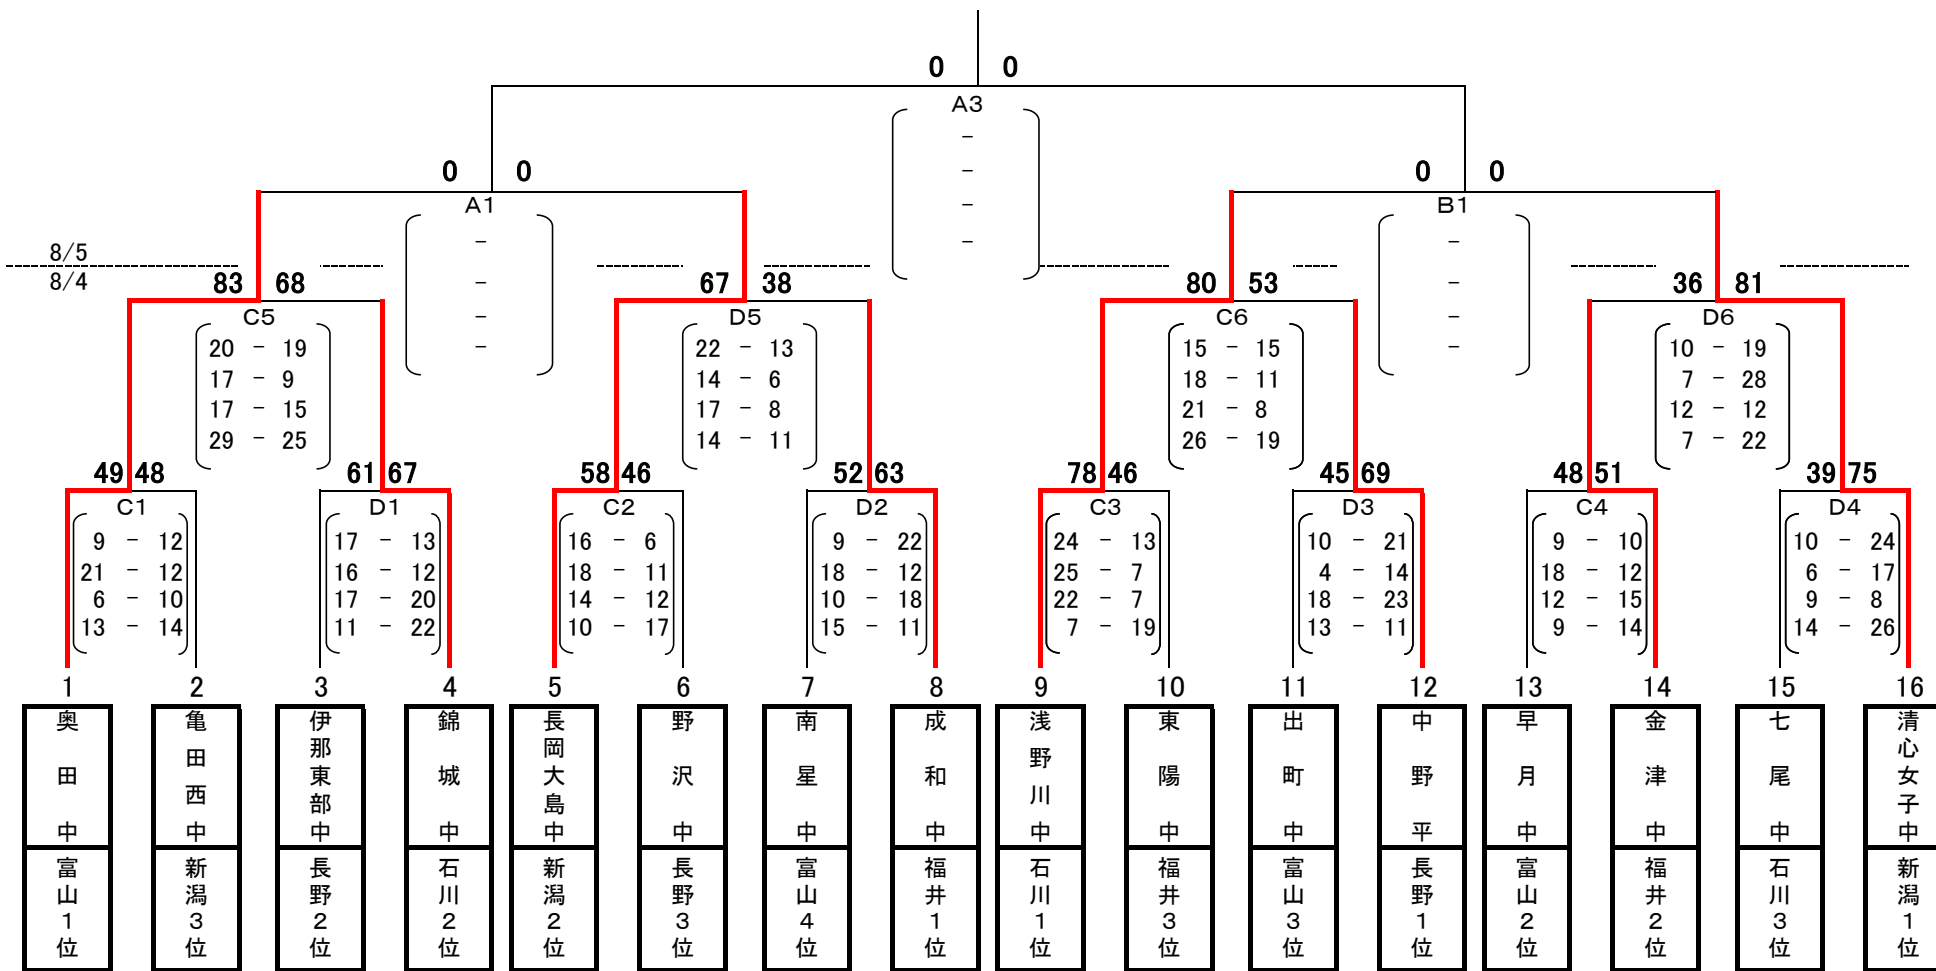 0 0
A3
-
-
-
-
0 0
A1
-
-
-
-
0 0
B1
-
-
-
-
8/5
8/4
83 68
C5
20 - 19
17 - 9
17 - 15
29 - 25
67 38
D5
22 - 13
14 - 6
17 - 8
14 - 11
80 53
C6
15 - 15
18 - 11
21 - 8
26 - 19
36 81
D6
10 - 19
7 - 28
12 - 12
7 - 22
49 48
C1
9 - 12
21 - 12
6 - 10
13 - 14
61 67
D1
17 - 13
16 - 12
17 - 20
11 - 22
58 46
C2
16 - 6
18 - 11
14 - 12
10 - 17
52 63
D2
9 - 22
18 - 12
10 - 18
15 - 11
78 46
C3
24 - 13
25 - 7
22 - 7
7 - 19
45 69
D3
10 - 21
4 - 14
18 - 23
13 - 11
48 51
C4
9 - 10
18 - 12
12 - 15
9 - 14
39 75
D4
10 - 24
6 - 17
9 - 8
14 - 26
1 2 3 4 5 6 7 8 9 10 11 12 13 14 15 16
奥田中
亀田西中
伊那東部中
錦城中
長岡大島中
野沢中
南星中
成和中
浅野川中
東陽中
出町中
中野平
早月中
金津中
七尾中
清心女子中
富山1位
新潟3位
長野2位
石川2位
新潟2位
長野3位
富山4位
福井1位
石川1位
福井3位
富山3位
長野1位
富山2位
福井2位
石川3位
新潟1位